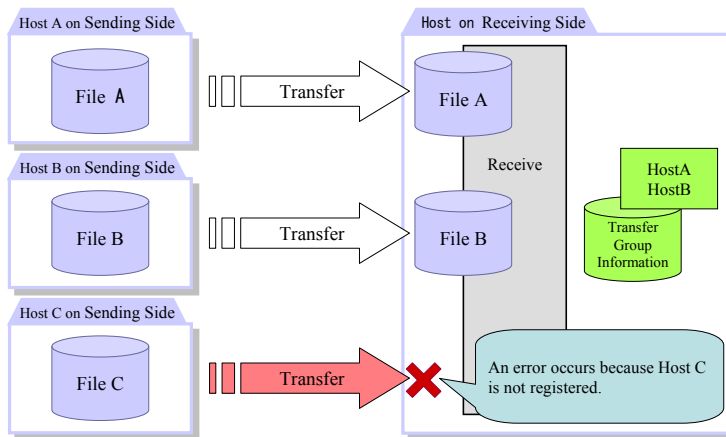 Host A on Sending Side
File A
Transfer
Host B on Sending Side
File B
Transfer
Host C on Sending Side
File C
Transfer
Host on Receiving Side
File A
Receive
File B
HostA
HostB
Transfer
Group
Information
An error occurs because Host C
is not registered.